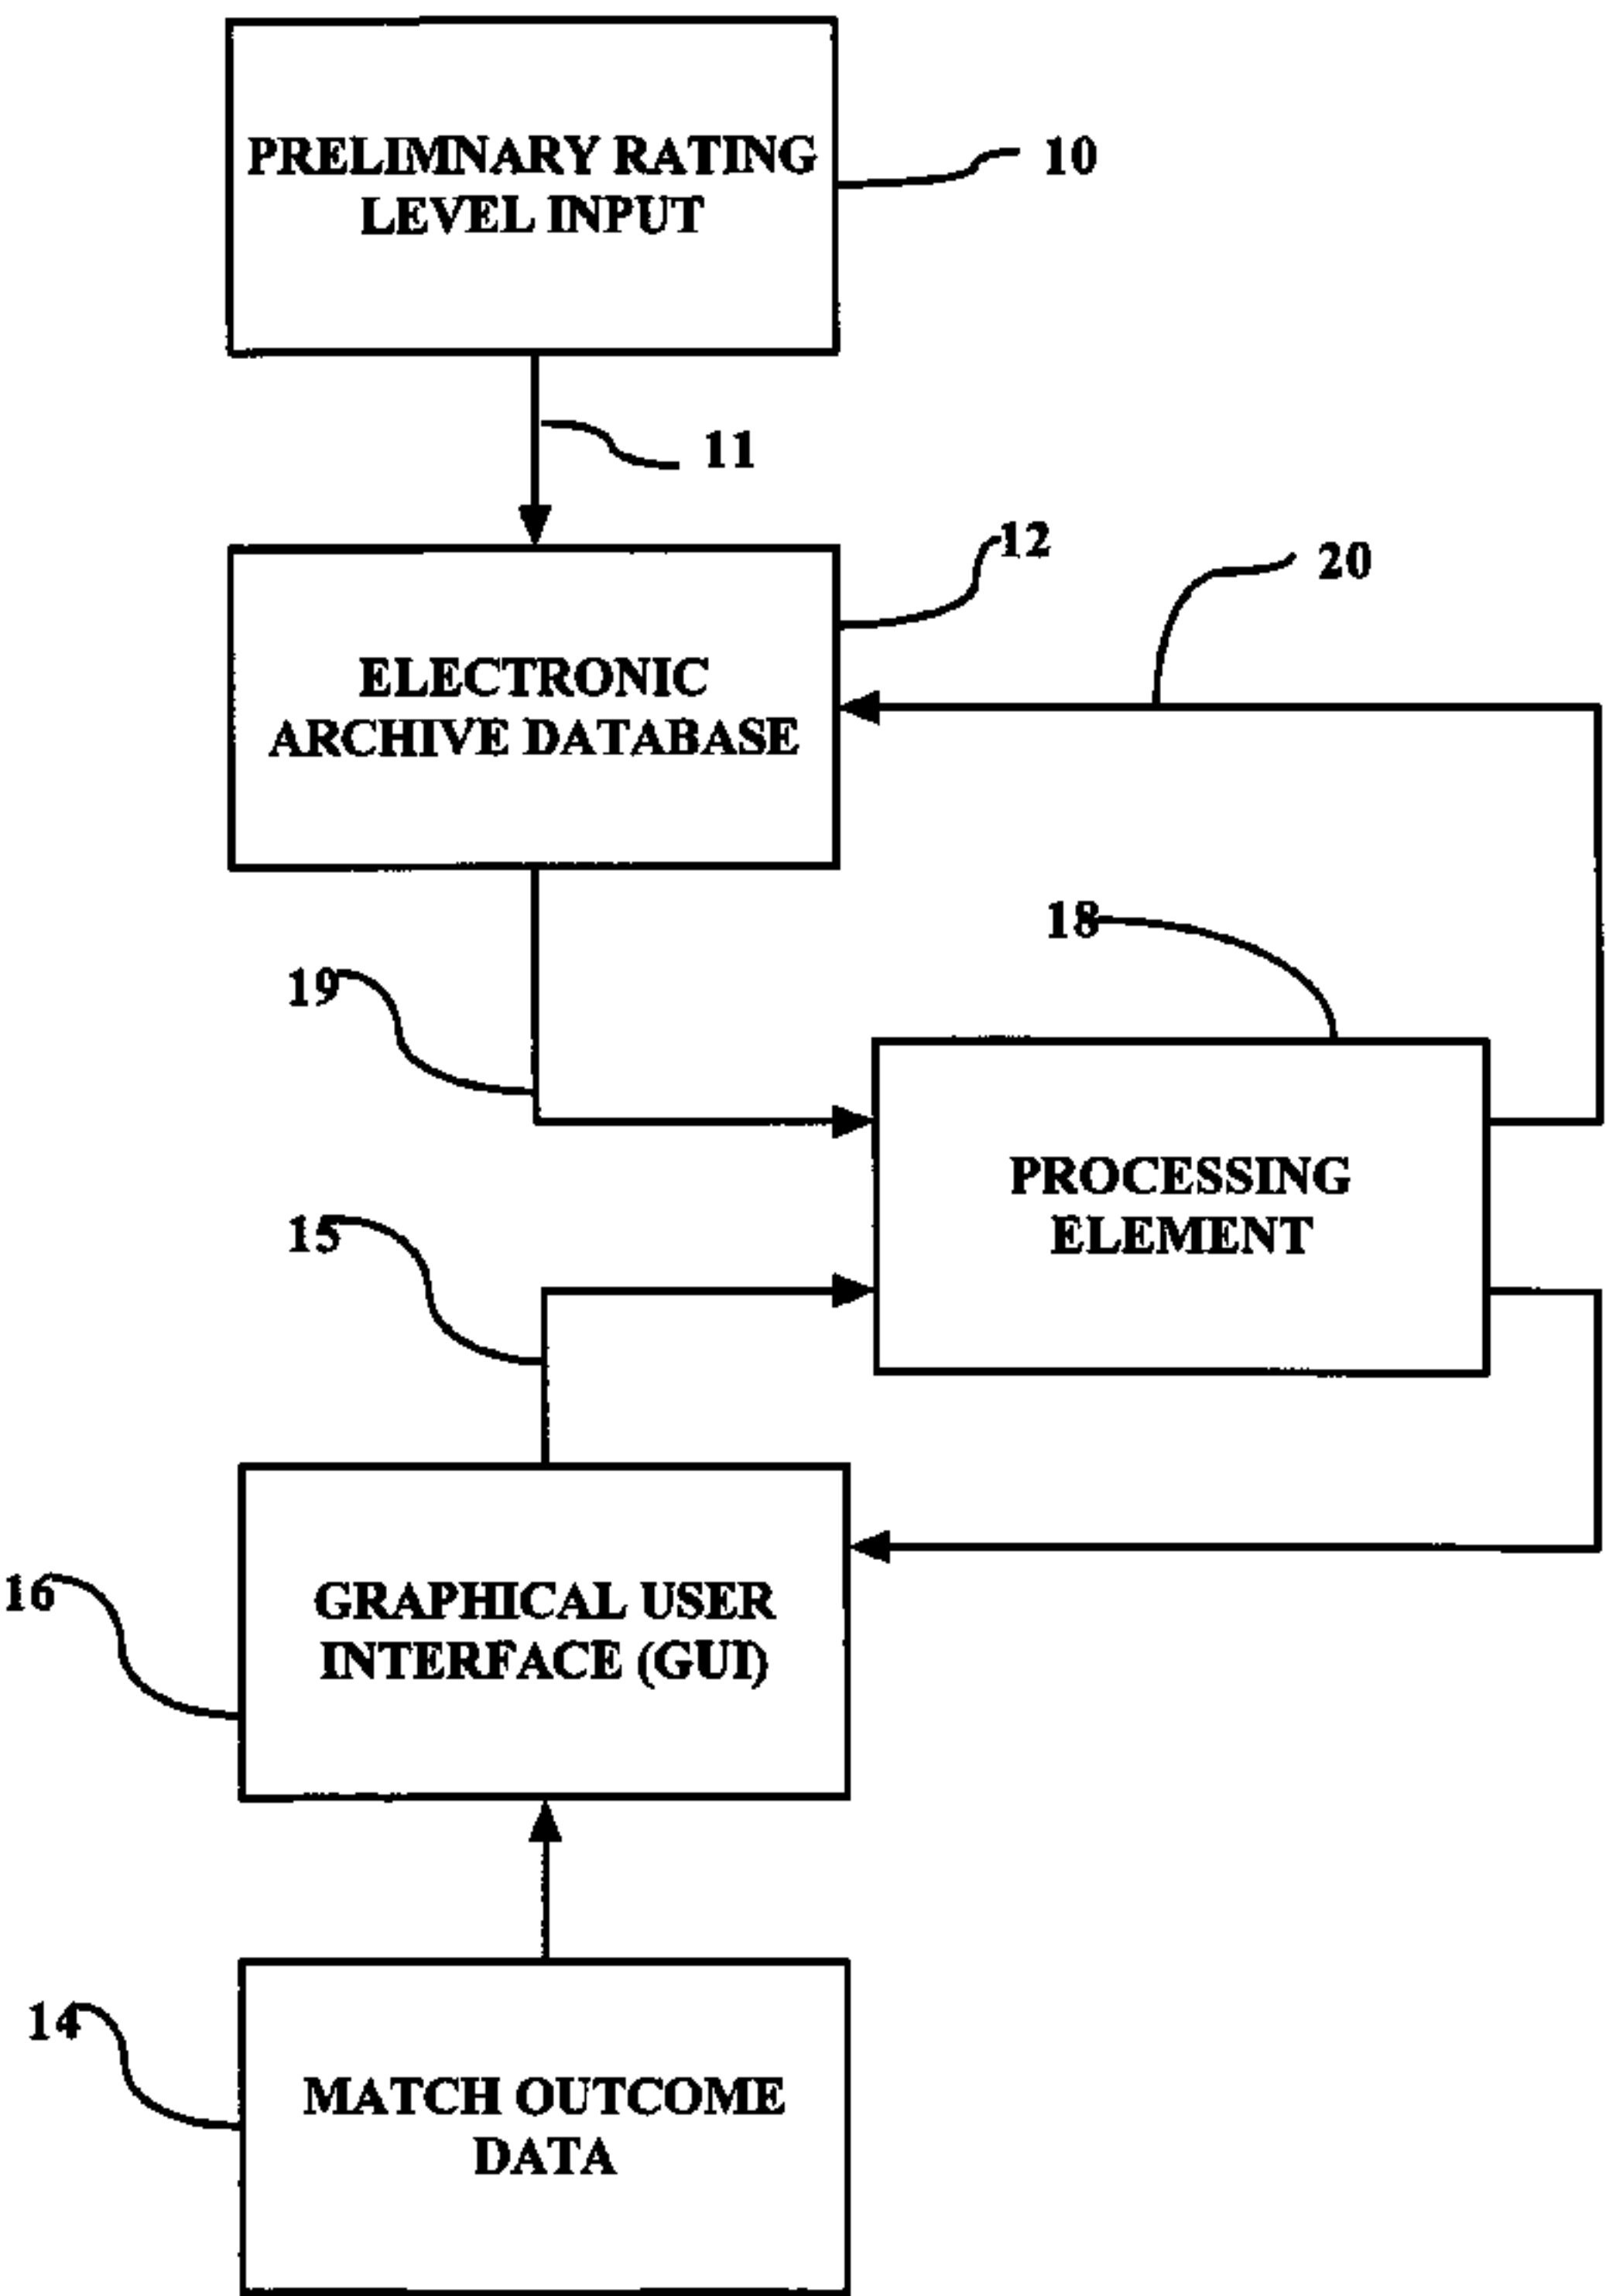 PRELIMINARY RATING
LEVEL INPUT
10
11
12
20
ELECTRONIC
ARCHIVE DATABASE
18
19
PROCESSING
ELEMENT
15
16
GRAPHICAL USER
INTERFACE (GUI)
14
MATCH OUTCOME
DATA